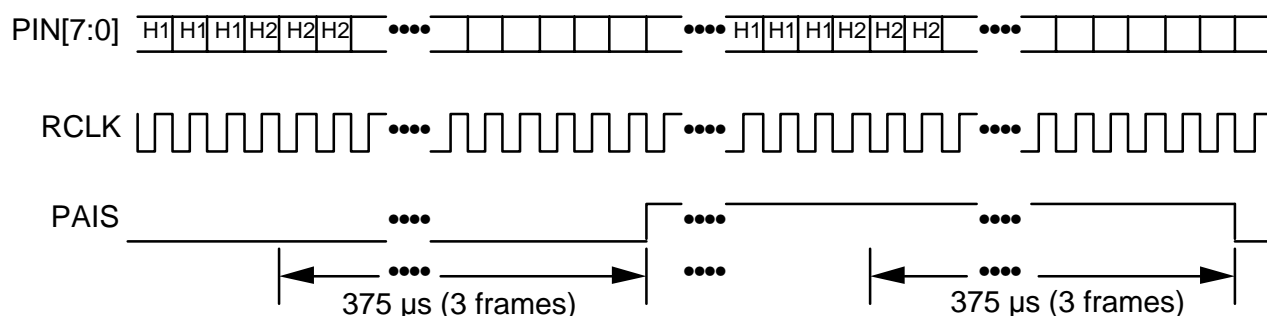 PIN[7:0] H1 H1 H1 H2 H2 H2 •••• •••• H1 H1 H1 H2 H2 H2 ••••
RCLK •••• •••• ••••
PAIS •••• •••• ••••
•••• •••• ••••
375 µs (3 frames) 375 µs (3 frames)